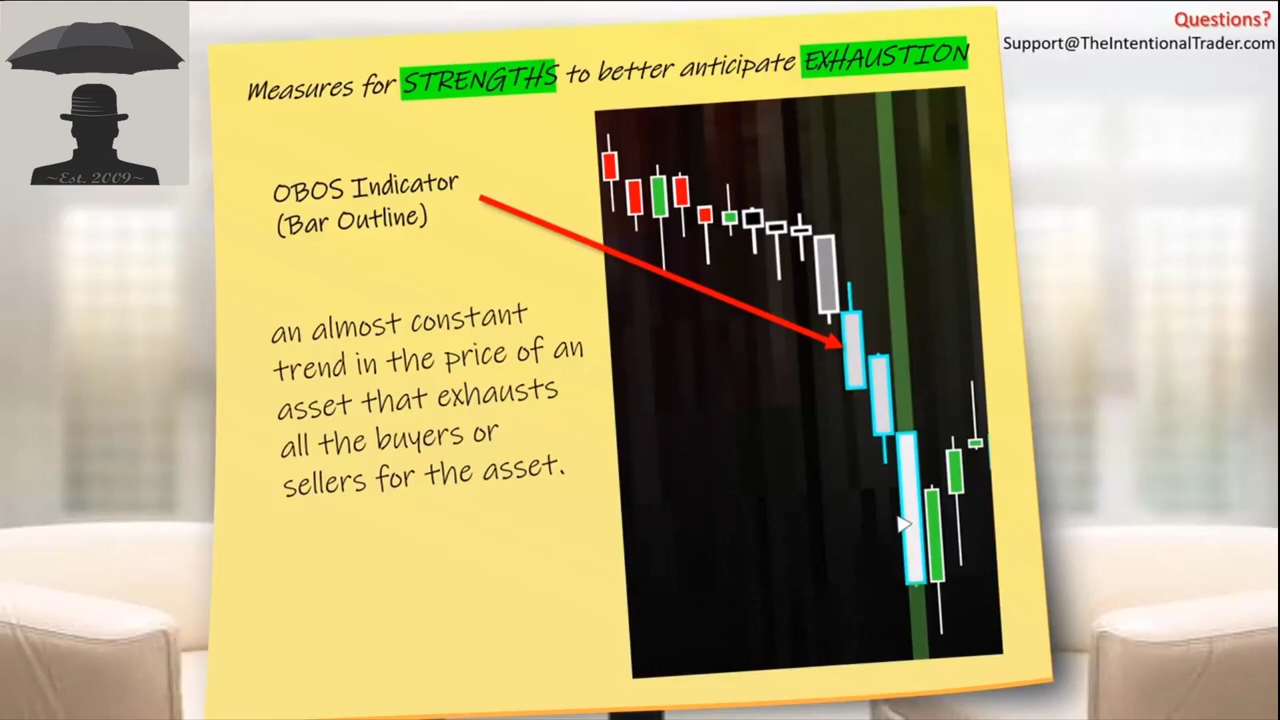 Questions?
Support@TheIntentionalTrader.com
~Est. 2009~
Measures for STRENGTHS to better anticipate EXHAUSTION
OBOS Indicator
(Bar Outline)
an almost constant
trend in the price of an
asset that exhausts
all the buyers or
sellers for the asset.